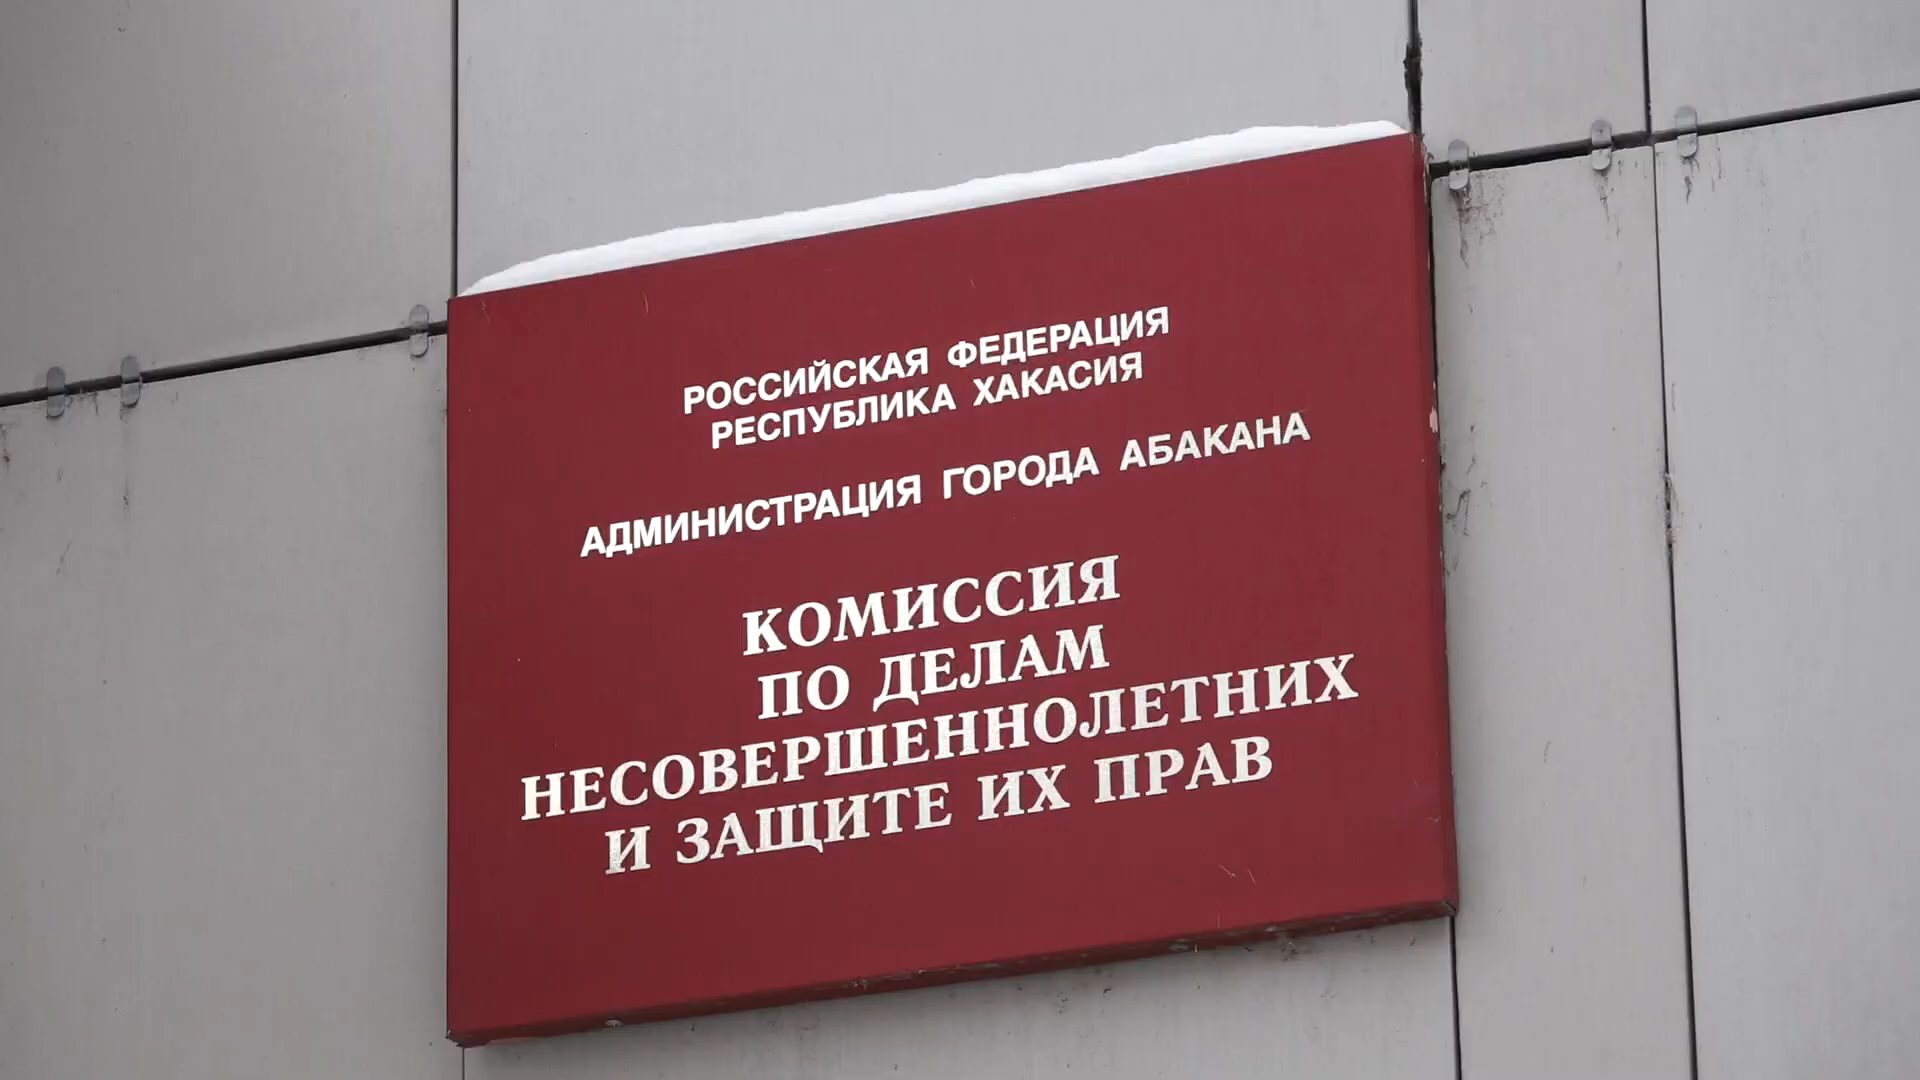 РОССИЙСКАЯ ФЕДЕРАЦИЯ
РЕСПУБЛИКА ХАКАСИЯ
АДМИНИСТРАЦИЯ ГОРОДА АБАКАНА
КОМИССИЯ
ПО ДЕЛАМ
НЕСОВЕРШЕННОЛЕТНИХ
И ЗАЩИТЕ ИХ ПРАВ